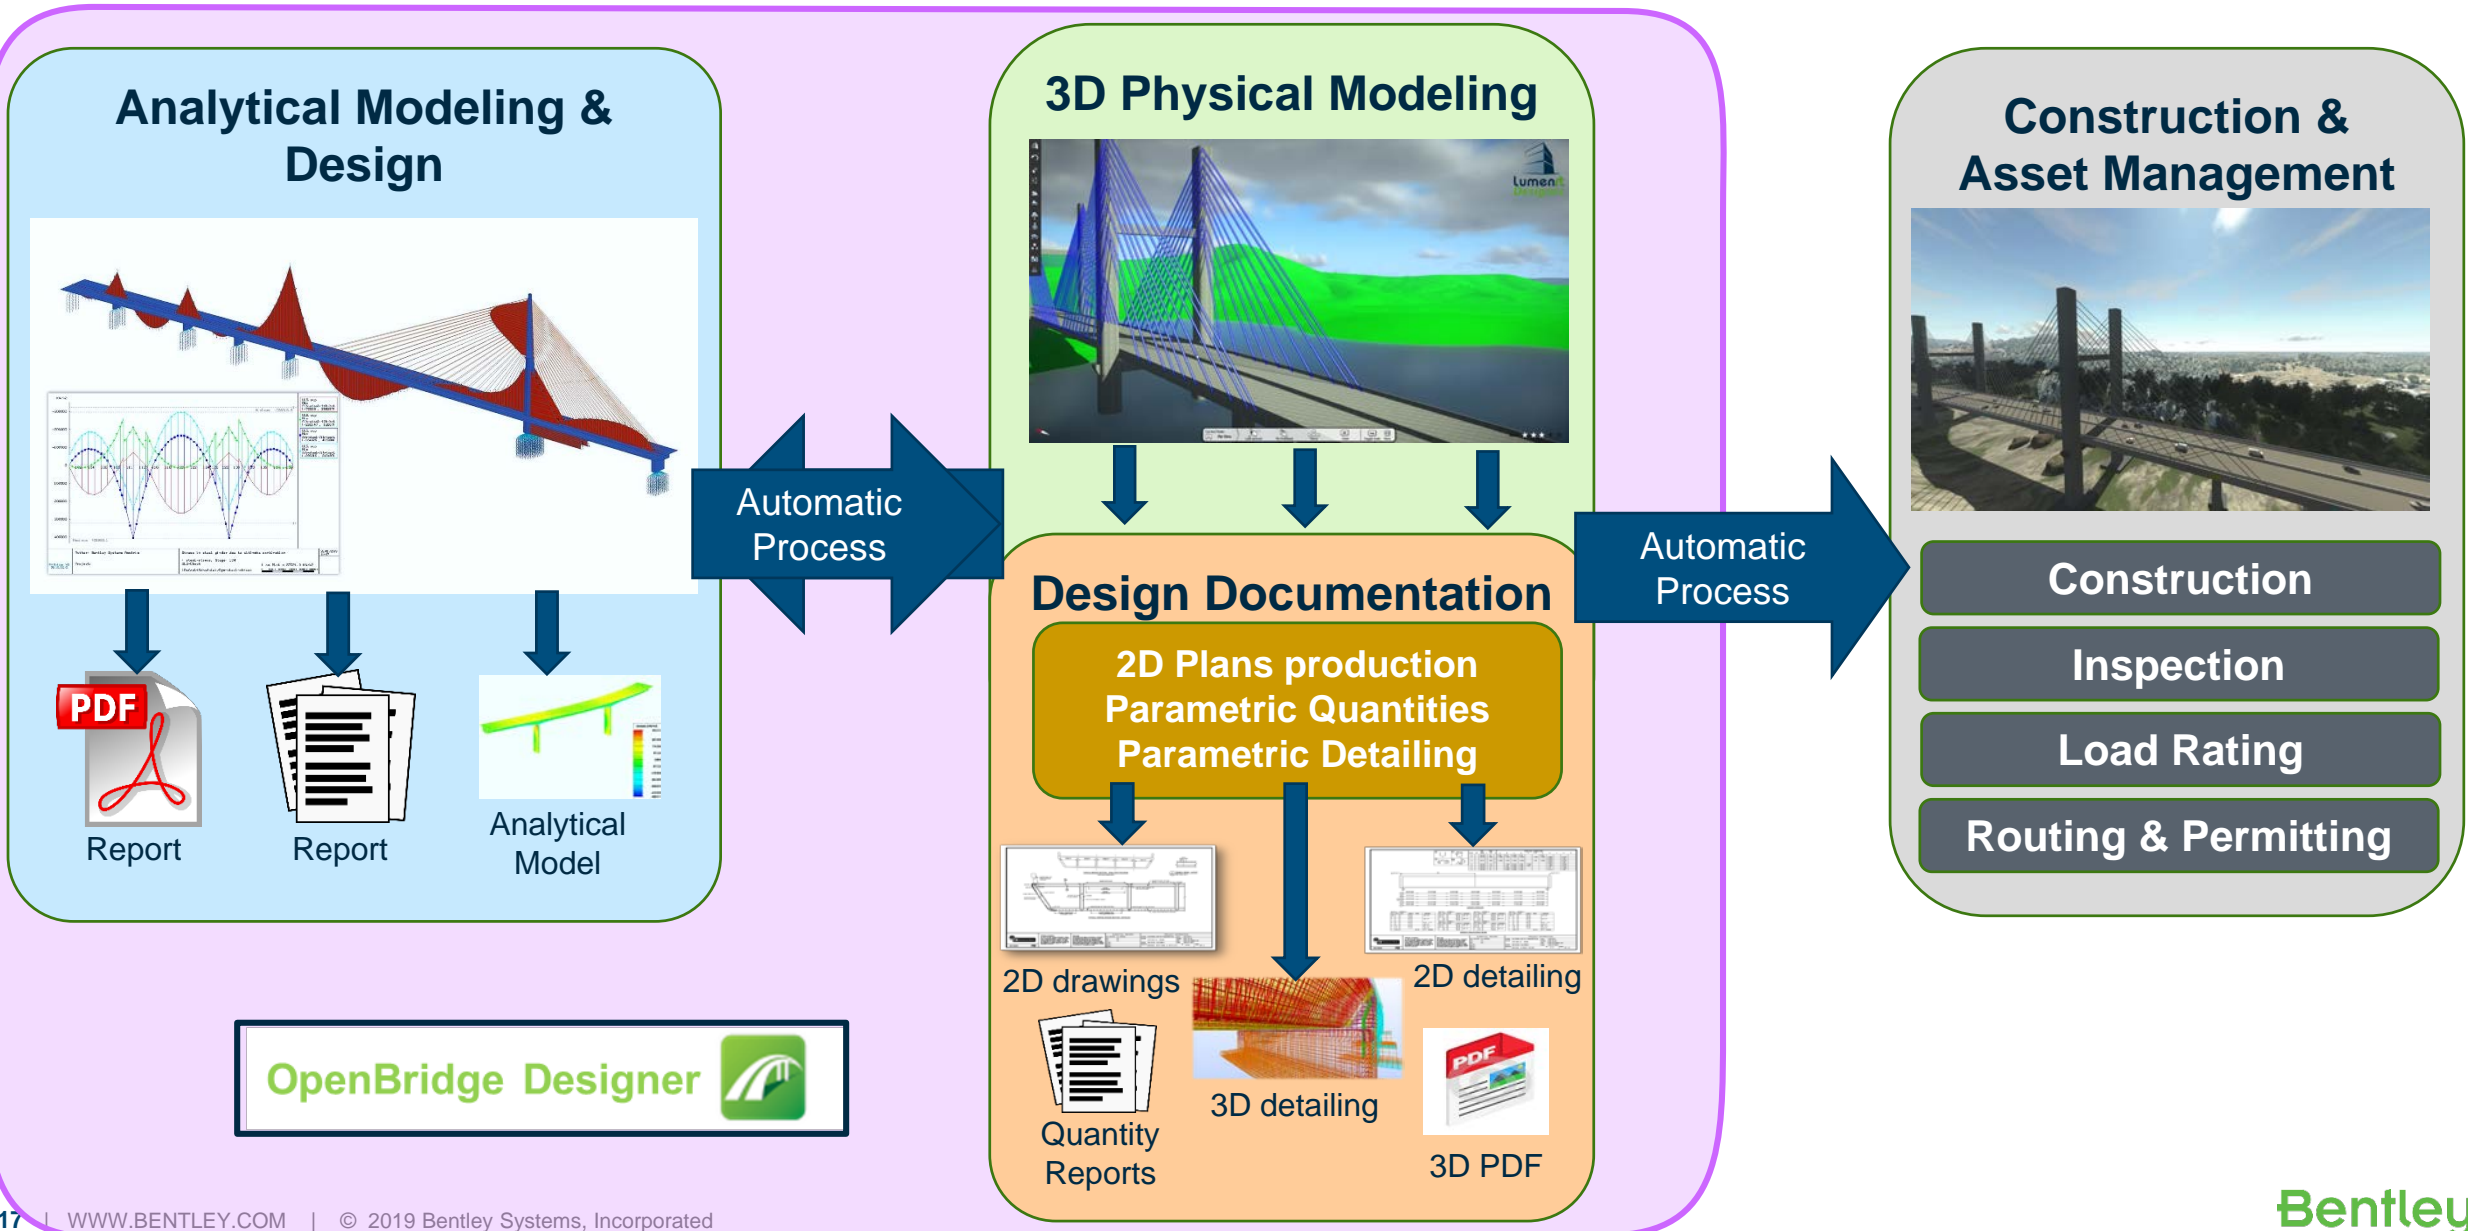 Analytical Modeling &
Design
PDF
Report
Report
Analytical
Model
Automatic
Process
3D Physical Modeling
Lumen
Designer
Design Documentation
2D Plans production
Parametric Quantities
Parametric Detailing
2D drawings
2D detailing
3D detailing
Quantity
Reports
PDF
3D PDF
Automatic
Process
Construction &
Asset Management
Construction
Inspection
Load Rating
Routing & Permitting
OpenBridge Designer
17 | WWW.BENTLEY.COM | © 2019 Bentley Systems, Incorporated
Bentley